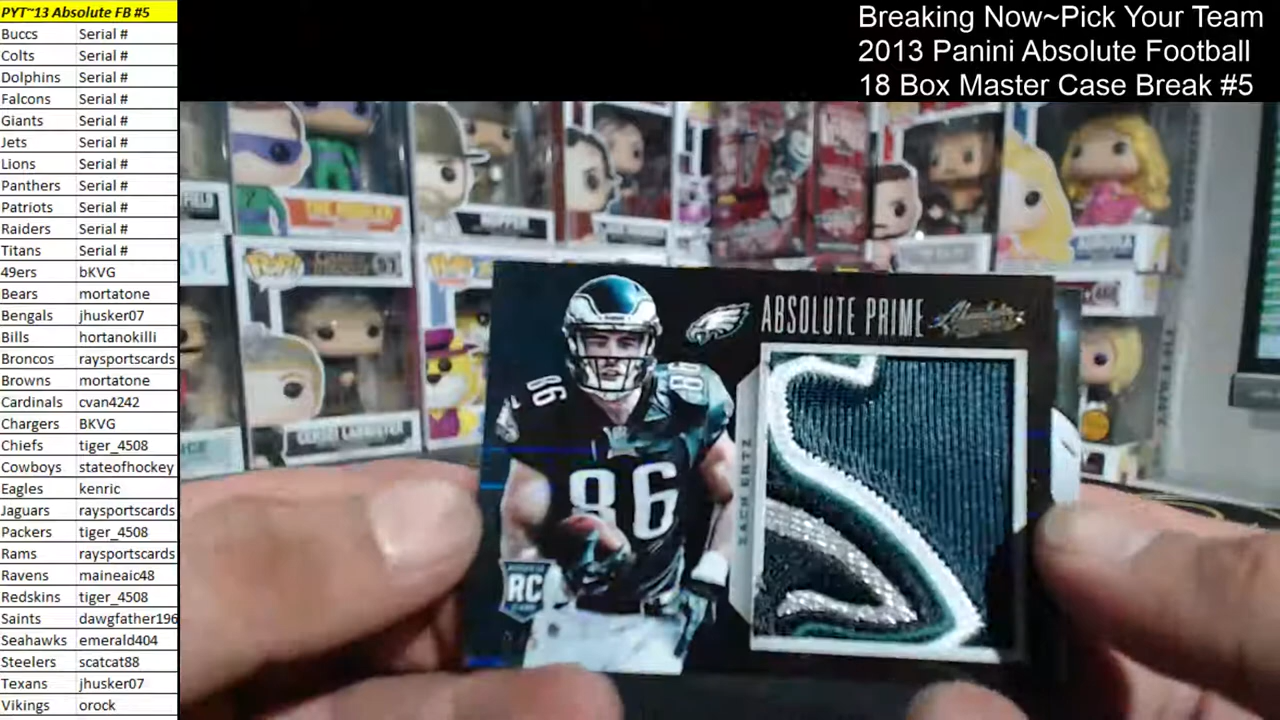 PYT~13 Absolute FB #5
Buccs Serial #
Colts Serial #
Dolphins Serial #
Falcons Serial #
Giants Serial #
Jets Serial #
Lions Serial #
Panthers Serial #
Patriots Serial #
Raiders Serial #
Titans Serial #
49ers bKVG
Bears mortatone
Bengals jhusker07
Bills hortanokilli
Broncos raysportscards
Browns mortatone
Cardinals cvan4242
Chargers BKVG
Chiefs tiger_4508
Cowboys stateofhockey
Eagles kenric
Jaguars raysportscards
Packers tiger_4508
Rams raysportscards
Ravens maineaic48
Redskins tiger_4508
Saints dawgfather196
Seahawks emerald404
Steelers scatcat88
Texans jhusker07
Vikings orock
Breaking Now~Pick Your Team
2013 Panini Absolute Football
18 Box Master Case Break #5
POP!
ABSOLUTE PRIME
Absolute
86
86
86
ZACH ERTZ
RC